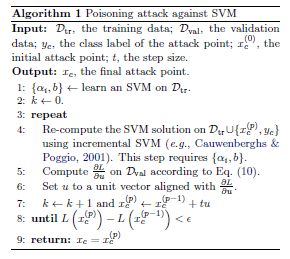 Algorithm 1 Poisoning attack against SVM
Input: 𝒟tr, the training data; 𝒟val, the validation
data; yc, the class label of the attack point; xc^(0), the
initial attack point; t, the step size.
Output: xc, the final attack point.
1: {αi, b} ← learn an SVM on 𝒟tr.
2: k ← 0.
3: repeat
4: Re-compute the SVM solution on 𝒟tr∪{xc^(p), yc}
using incremental SVM (e.g., Cauwenberghs &
Poggio, 2001). This step requires {αi, b}.
5: Compute ∂L/∂u on 𝒟val according to Eq. (10).
6: Set u to a unit vector aligned with ∂L/∂u.
7: k ← k + 1 and xc^(p) ← xc^(p−1) + tu
8: until L(xc^(p)) − L(xc^(p−1)) < ϵ
9: return: xc = xc^(p)